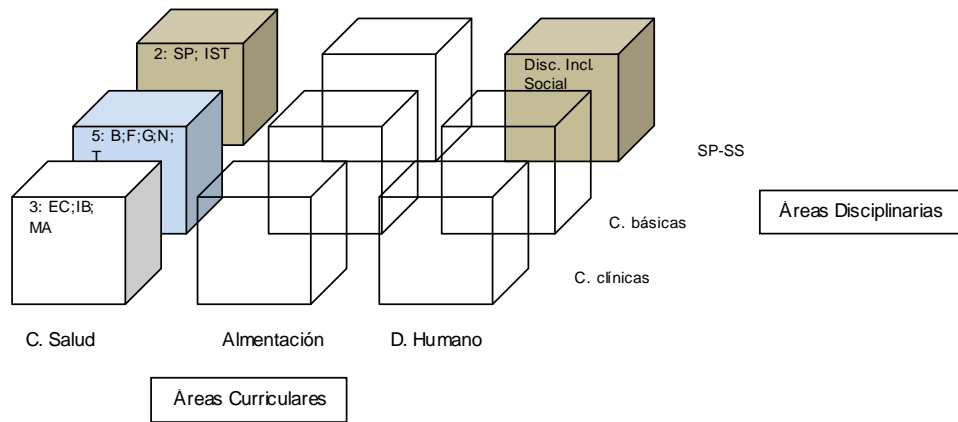 2: SP; IST
Disc. Incl.
Social
5: B;F;G;N;
T
SP-SS
3: EC;IB;
MA
Áreas Disciplinarias
C. básicas
C. clínicas
C. Salud
Alimentación
D. Humano
Áreas Curriculares